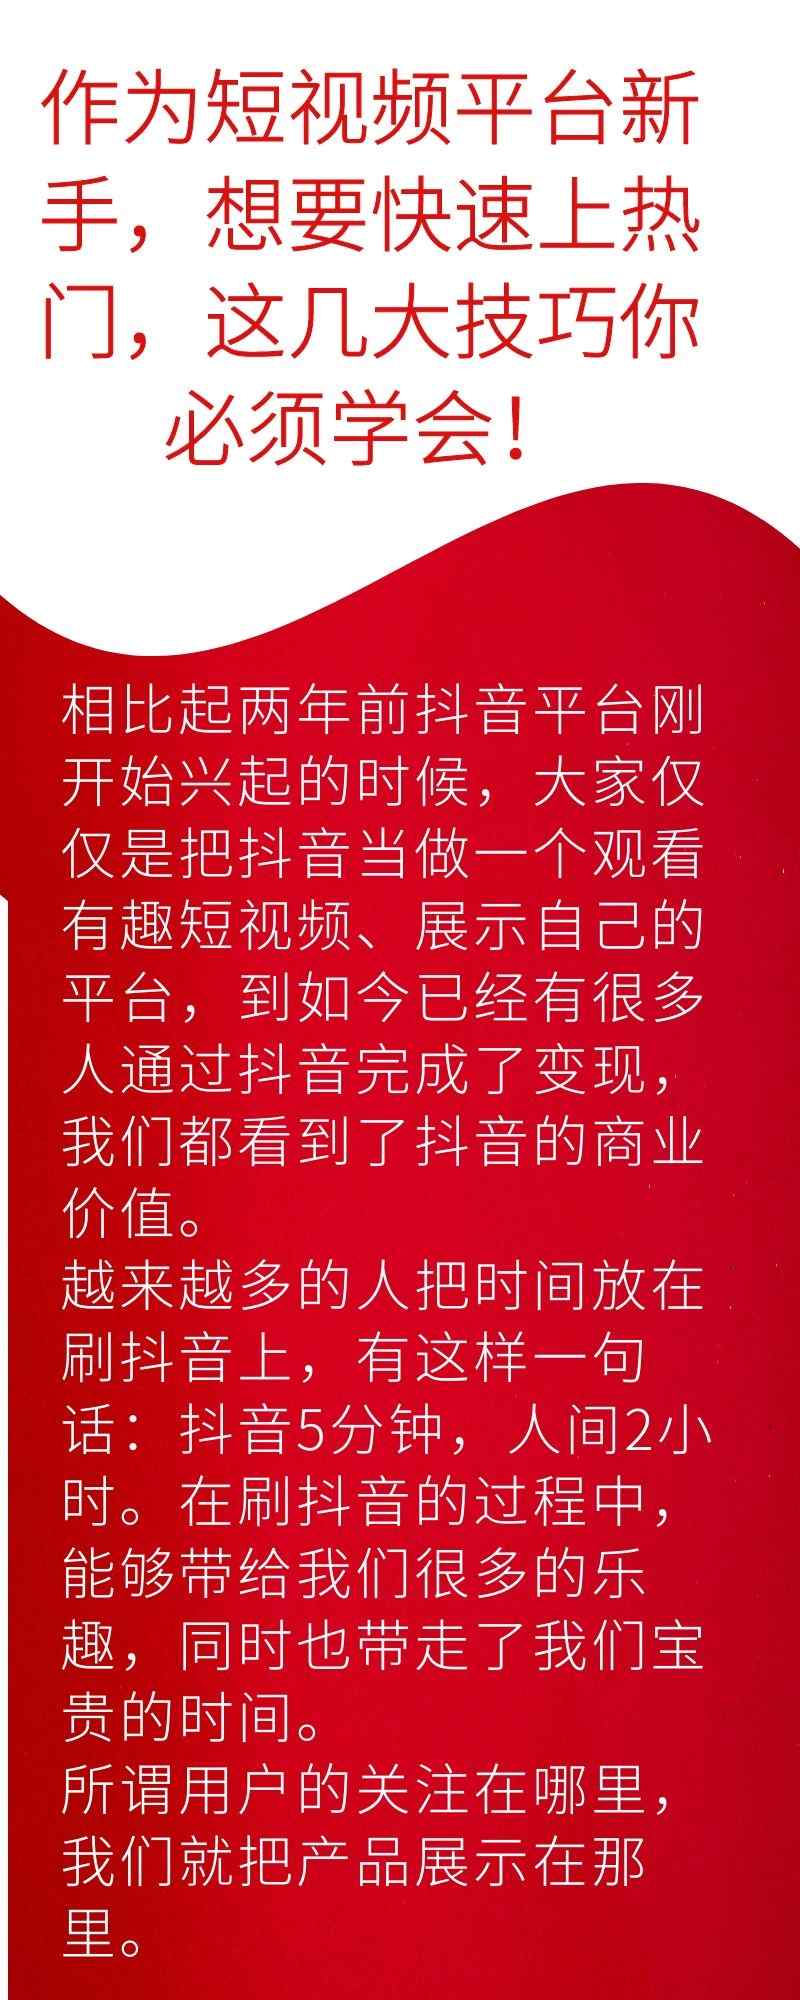 作为短视频平台新
手，想要快速上热
门，这几大技巧你
必须学会！
相比起两年前抖音平台刚
开始兴起的时候，大家仅
仅是把抖音当做一个观看
有趣短视频、展示自己的
平台，到如今已经有很多
人通过抖音完成了变现，
我们都看到了抖音的商业
价值。
越来越多的人把时间放在
刷抖音上，有这样一句
话：抖音5分钟，人间2小
时。在刷抖音的过程中，
能够带给我们很多的乐
趣，同时也带走了我们宝
贵的时间。
所谓用户的关注在哪里，
我们就把产品展示在那
里。